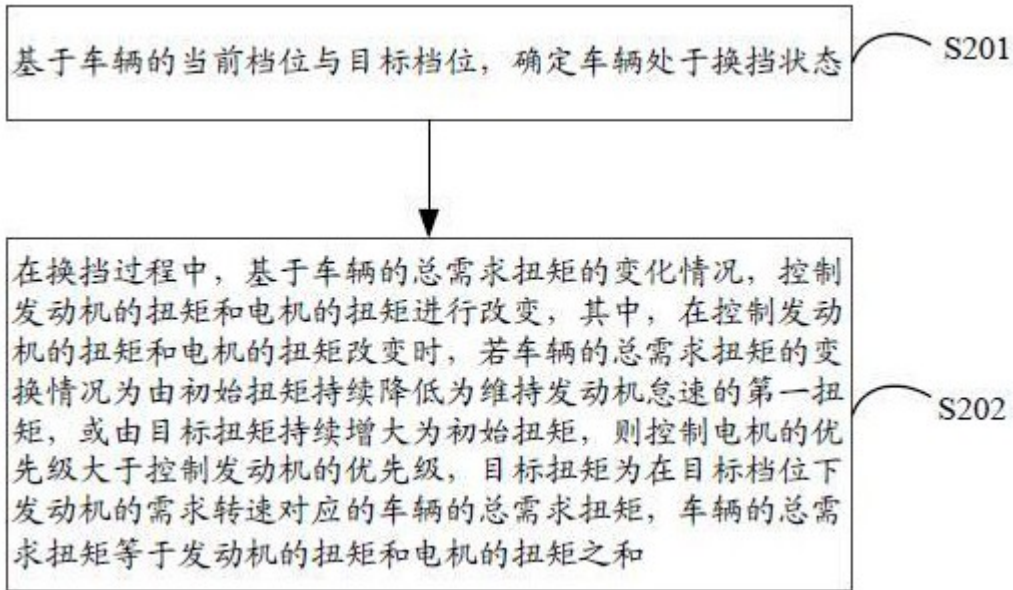 基于车辆的当前档位与目标档位，确定车辆处于换挡状态
S201
在换挡过程中，基于车辆的总需求扭矩的变化情况，控制
发动机的扭矩和电机的扭矩进行改变，其中，在控制发动
机的扭矩和电机的扭矩改变时，若车辆的总需求扭矩的变
换情况为由初始扭矩持续降低为维持发动机怠速的第一扭
矩，或由目标扭矩持续增大为初始扭矩，则控制电机的优
先级大于控制发动机的优先级，目标扭矩为在目标档位下
发动机的需求转速对应的车辆的总需求扭矩，车辆的总需
求扭矩等于发动机的扭矩和电机的扭矩之和
S202